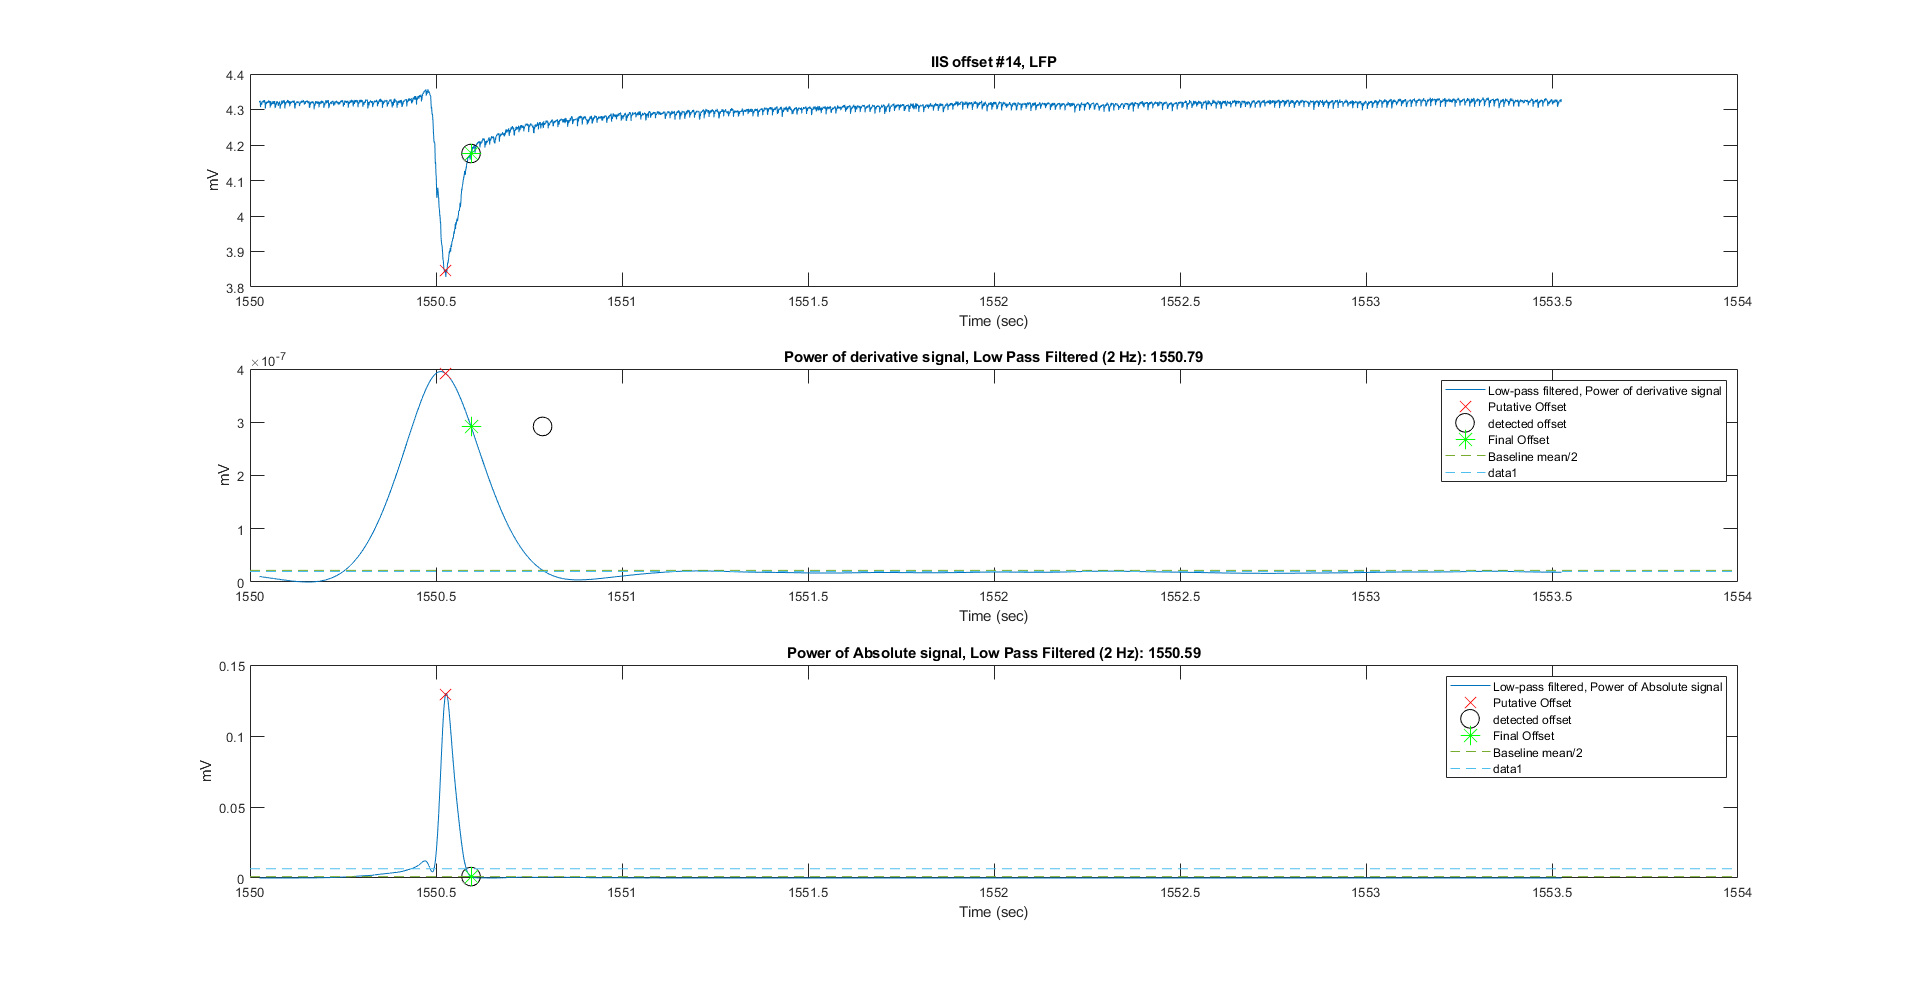 IIS offset #14, LFP
4.4
4.3
4.2
4.1
4
3.9
3.8
mV
1550 1550.5 1551 1551.5 1552 1552.5 1553 1553.5 1554
Time (sec)
Power of derivative signal, Low Pass Filtered (2 Hz): 1550.79
×10-7
4
3
2
1
0
mV
Low-pass filtered, Power of derivative signal
Putative Offset
detected offset
Final Offset
Baseline mean/2
data1
1550 1550.5 1551 1551.5 1552 1552.5 1553 1553.5 1554
Time (sec)
Power of Absolute signal, Low Pass Filtered (2 Hz): 1550.59
0.15
0.1
0.05
0
mV
Low-pass filtered, Power of Absolute signal
Putative Offset
detected offset
Final Offset
Baseline mean/2
data1
1550 1550.5 1551 1551.5 1552 1552.5 1553 1553.5 1554
Time (sec)